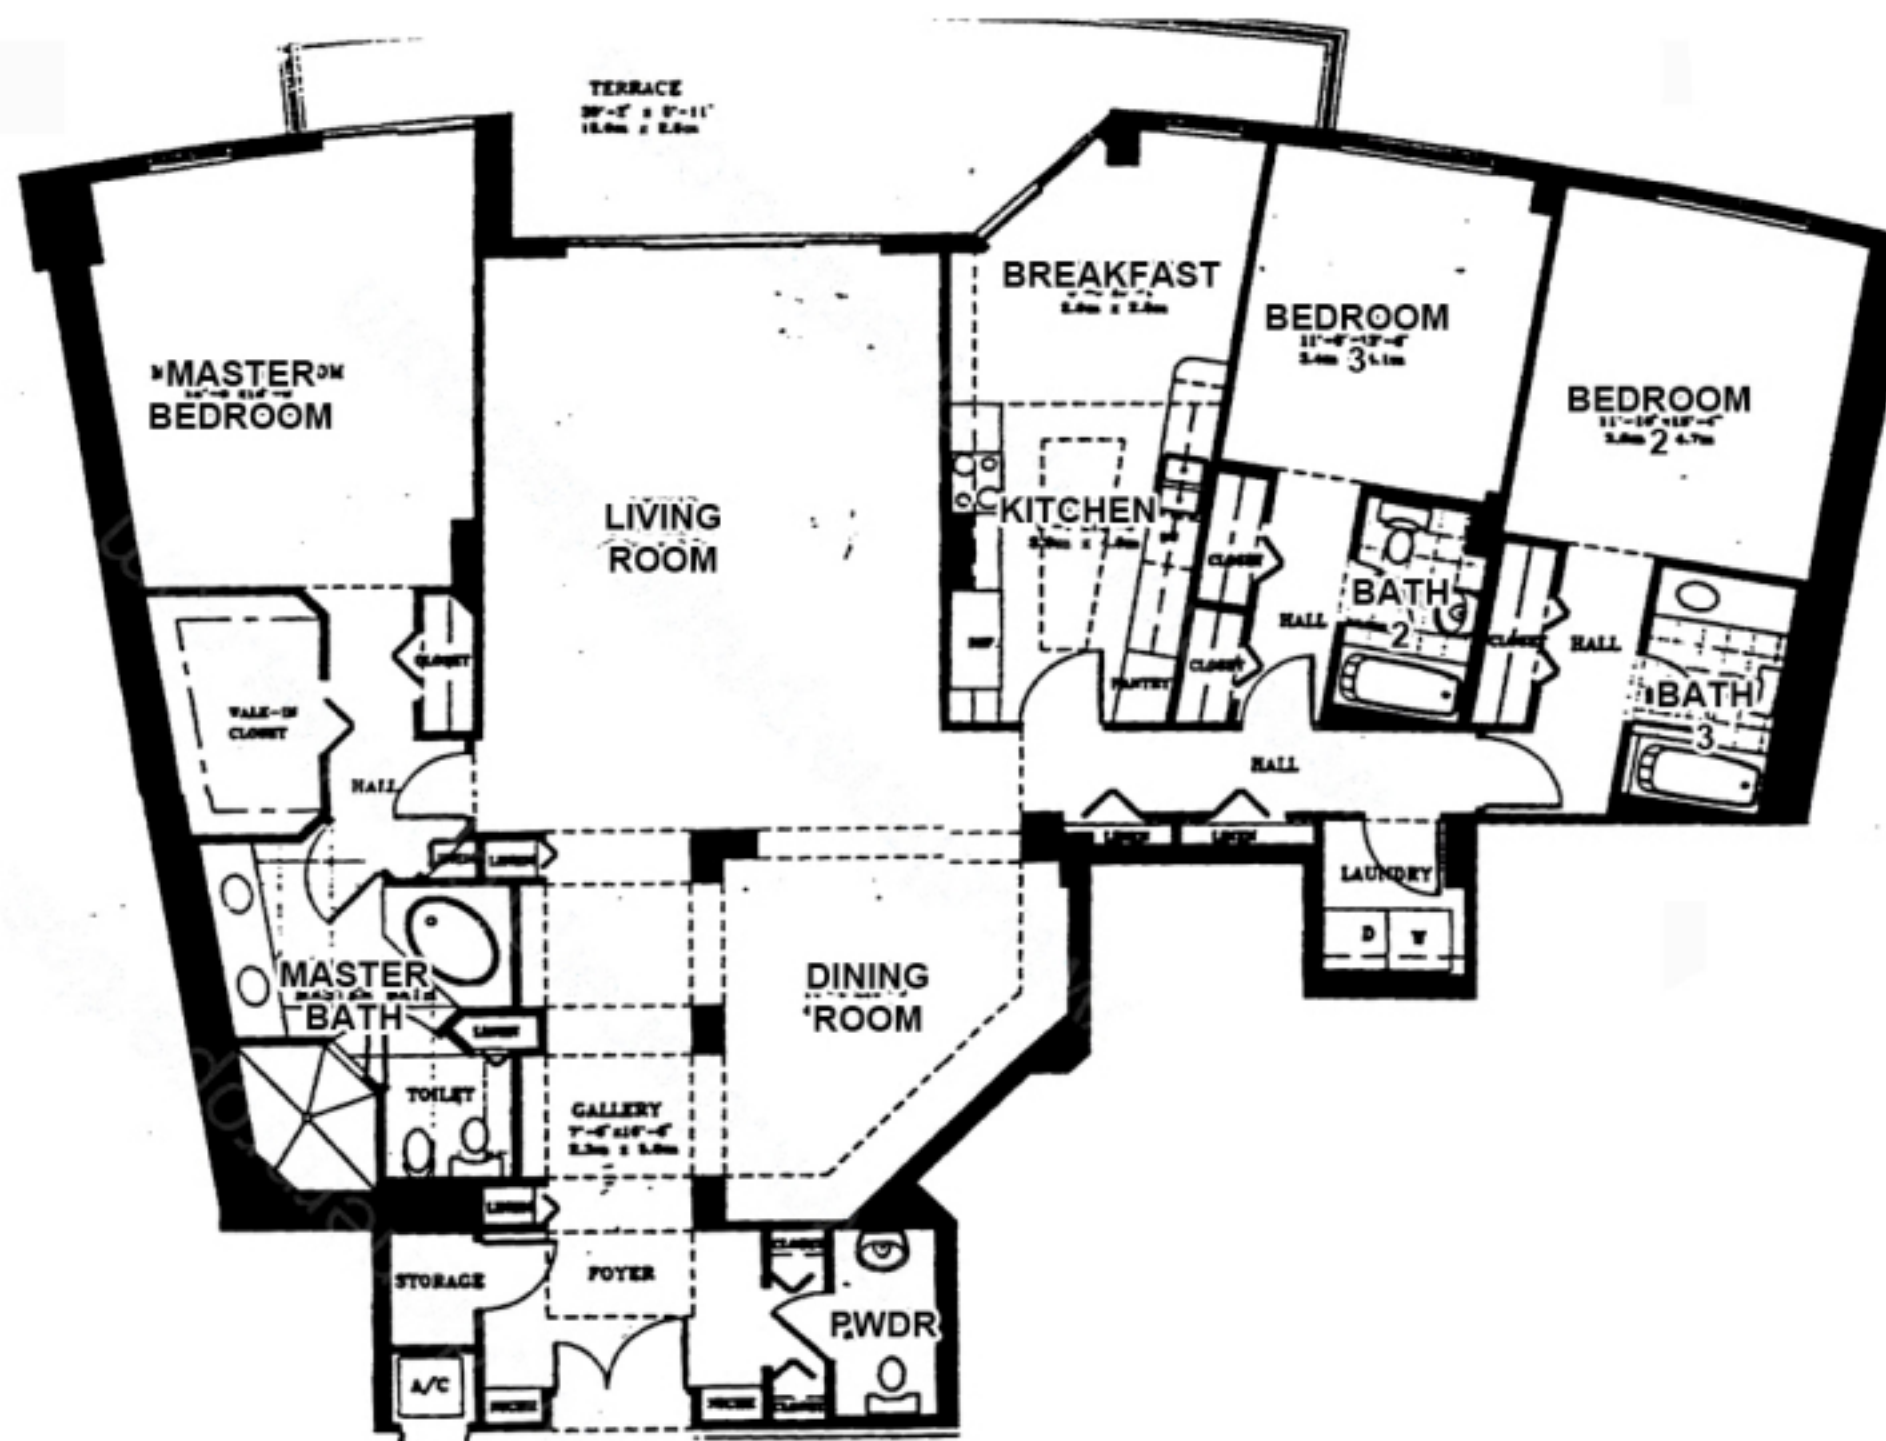 TERRACE
BREAKFAST
BEDROOM
3
MASTER
BEDROOM
BEDROOM
2
LIVING
ROOM
KITCHEN
CLOSET
BATH
2
HALL
CLOSET
HALL
CLOSET
REF
CLOSET
PANTRY
BATH
3
WALK-IN
CLOSET
HALL
HALL
LINEN
LINEN
LINEN
LINEN
LAUNDRY
D W
MASTER
BATH
DINING
ROOM
LINEN
TOILET
GALLERY
LINEN
STORAGE
FOYER
CLOSET
PWDR
A/C
NICHE
NICHE
CLOSET